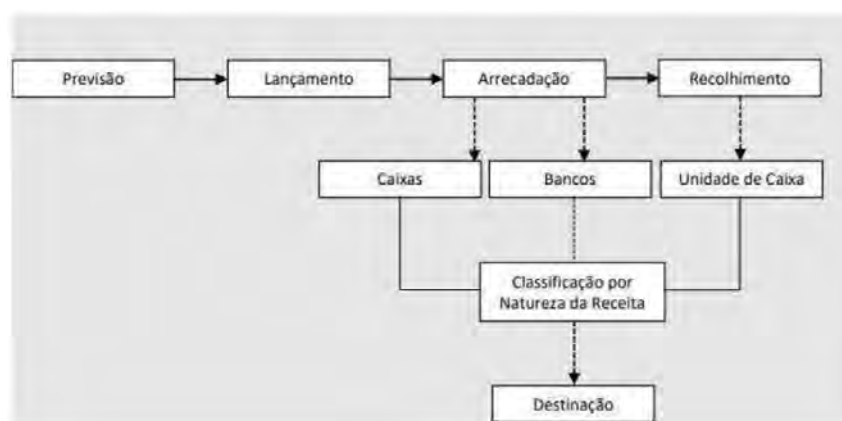 Previsão
Lançamento
Arrecadação
Recolhimento
Caixas
Bancos
Unidade de Caixa
Classificação por
Natureza da Receita
Destinação